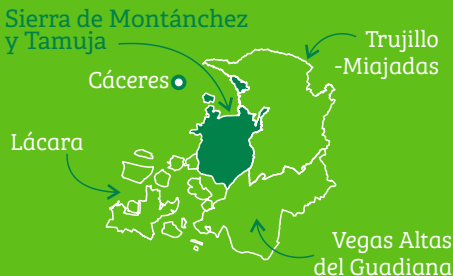 Sierra de Montánchez
y Tamuja
Trujillo
-Miajadas
Cáceres
Lácara
Vegas Altas
del Guadiana